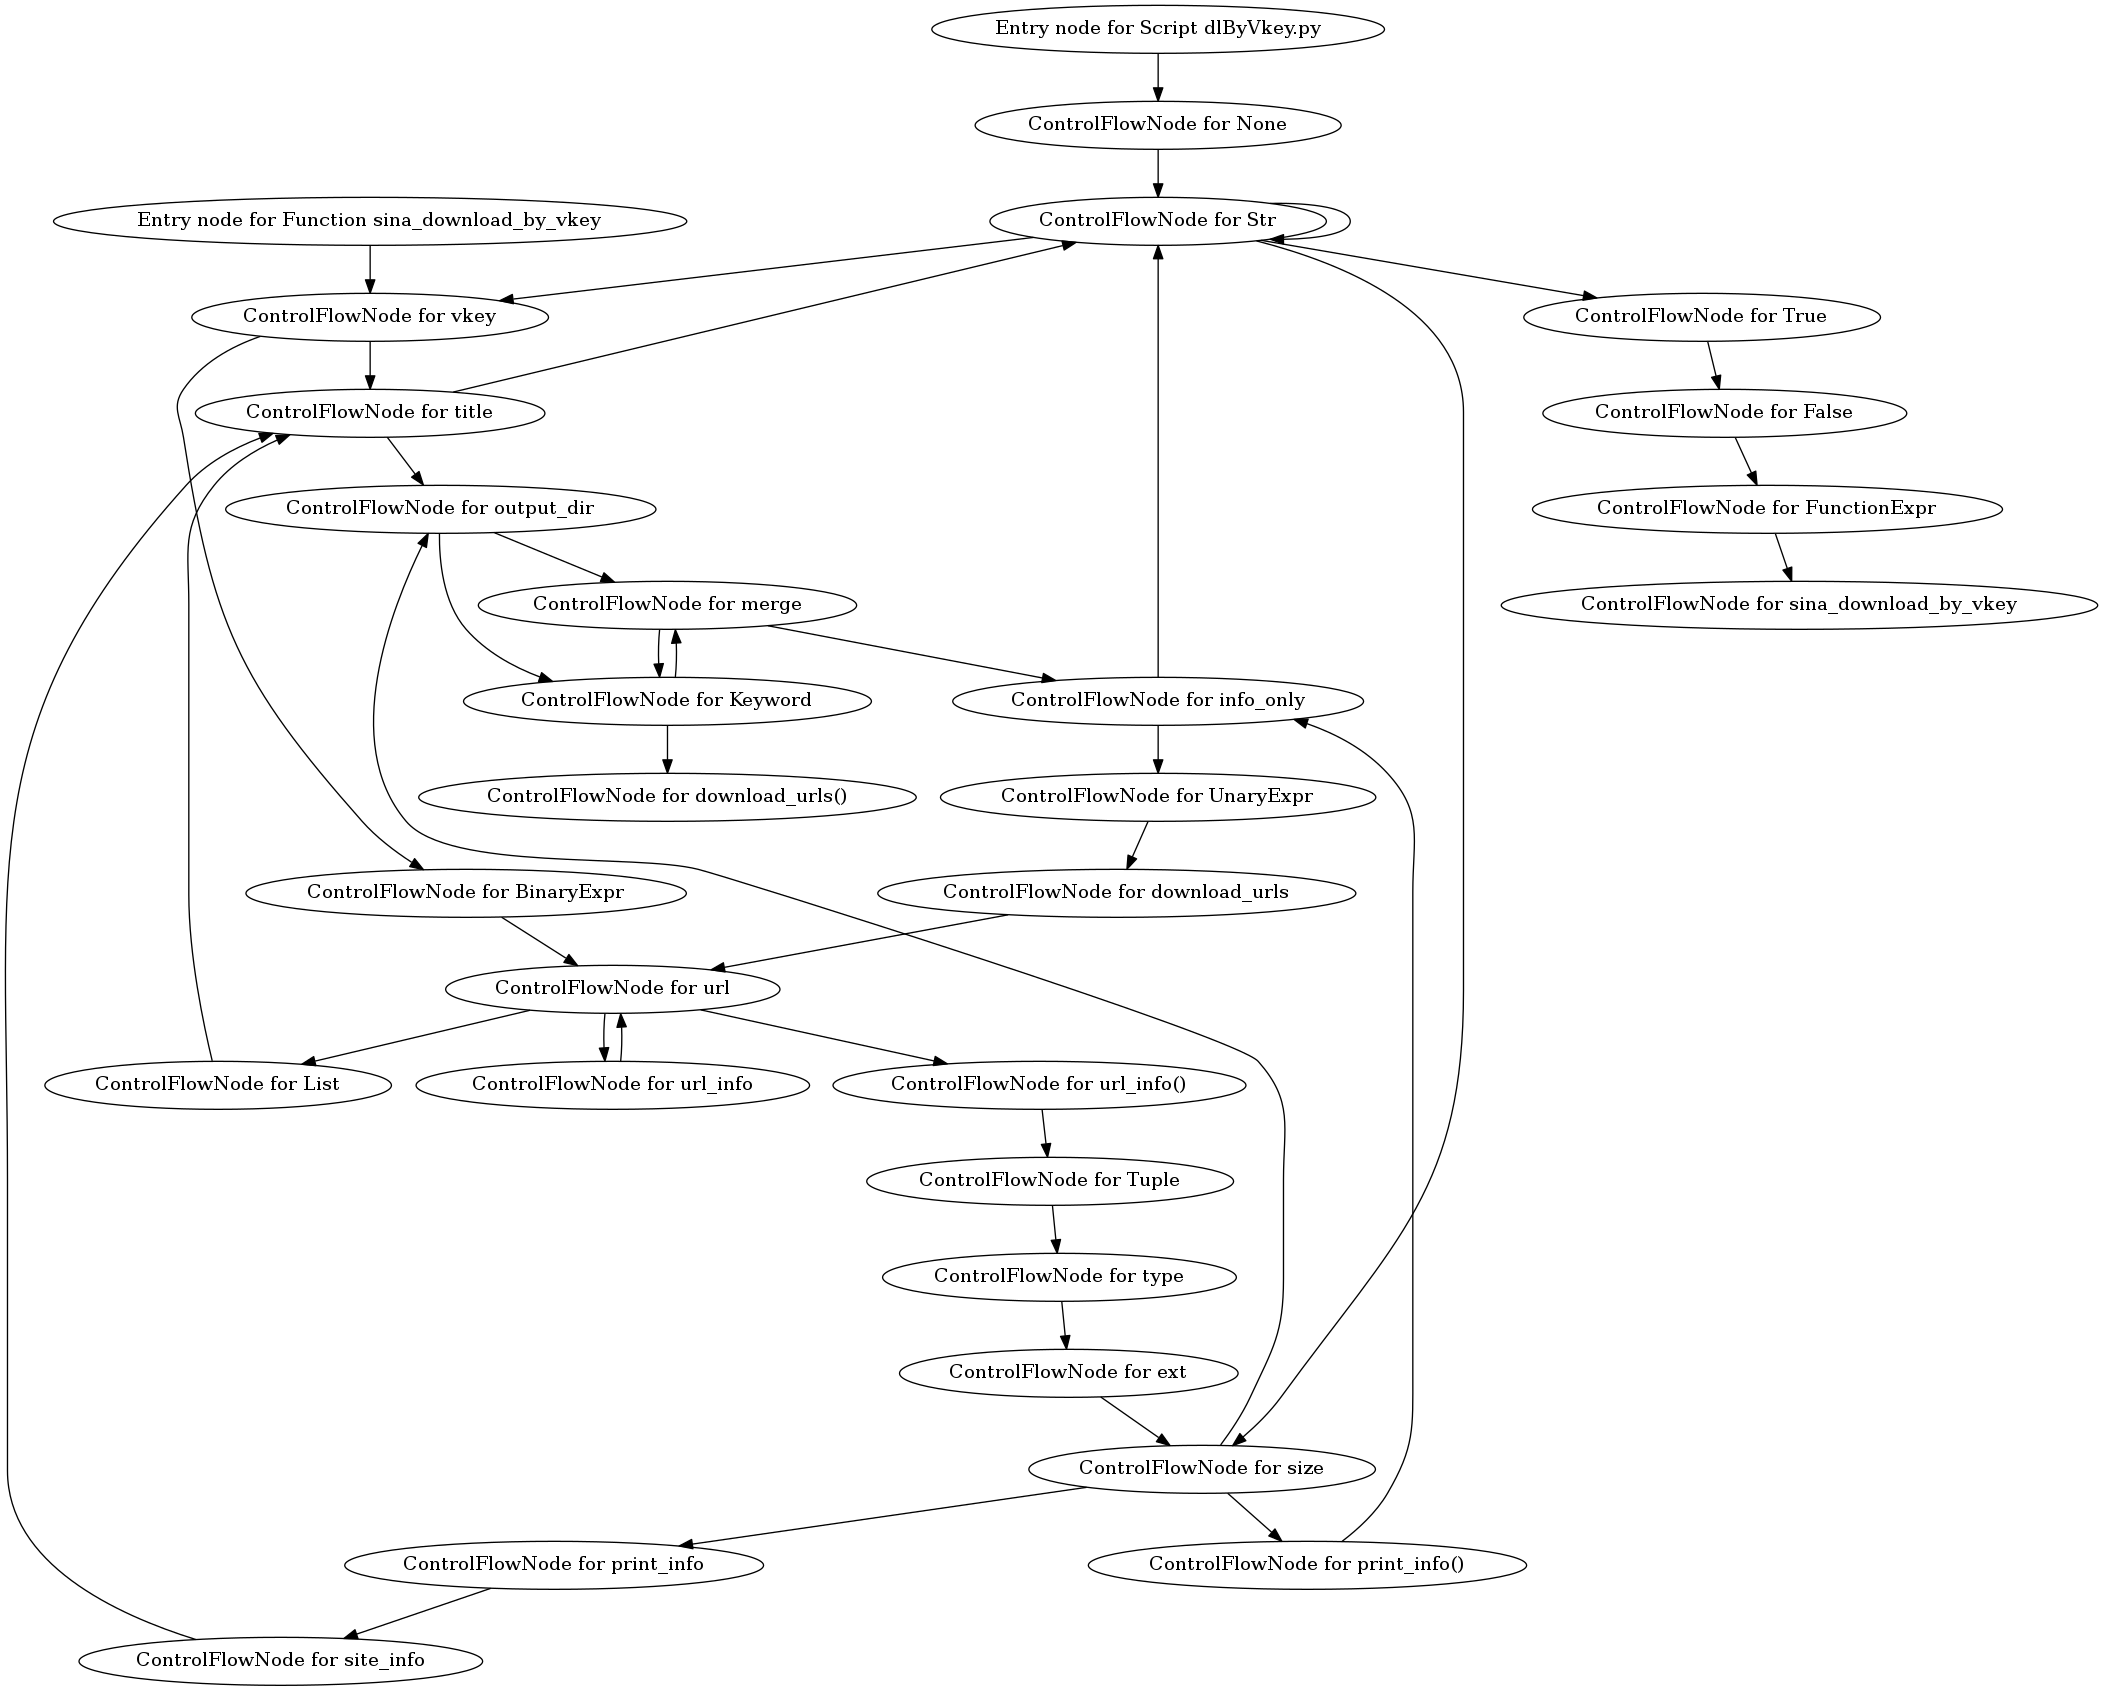 Entry node for Script dlByVkey.py
ControlFlowNode for None
Entry node for Function sina_download_by_vkey
ControlFlowNode for Str
ControlFlowNode for vkey
ControlFlowNode for True
ControlFlowNode for title
ControlFlowNode for False
ControlFlowNode for output_dir
ControlFlowNode for FunctionExpr
ControlFlowNode for merge
ControlFlowNode for sina_download_by_vkey
ControlFlowNode for Keyword
ControlFlowNode for info_only
ControlFlowNode for download_urls()
ControlFlowNode for UnaryExpr
ControlFlowNode for BinaryExpr
ControlFlowNode for download_urls
ControlFlowNode for url
ControlFlowNode for List
ControlFlowNode for url_info
ControlFlowNode for url_info()
ControlFlowNode for Tuple
ControlFlowNode for type
ControlFlowNode for ext
ControlFlowNode for size
ControlFlowNode for print_info
ControlFlowNode for print_info()
ControlFlowNode for site_info